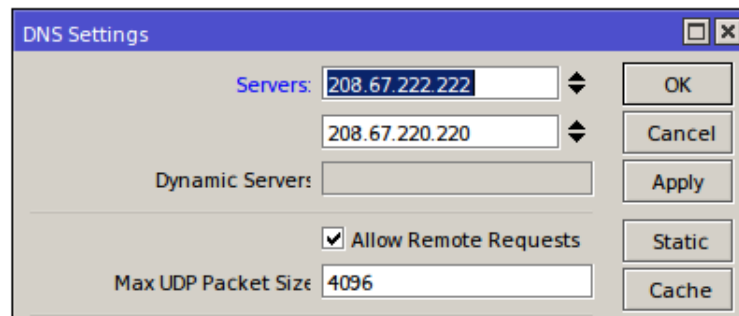 DNS Settings
Servers: 208.67.222.222 OK
208.67.220.220 Cancel
Dynamic Servers Apply
Allow Remote Requests Static
Max UDP Packet Size 4096 Cache